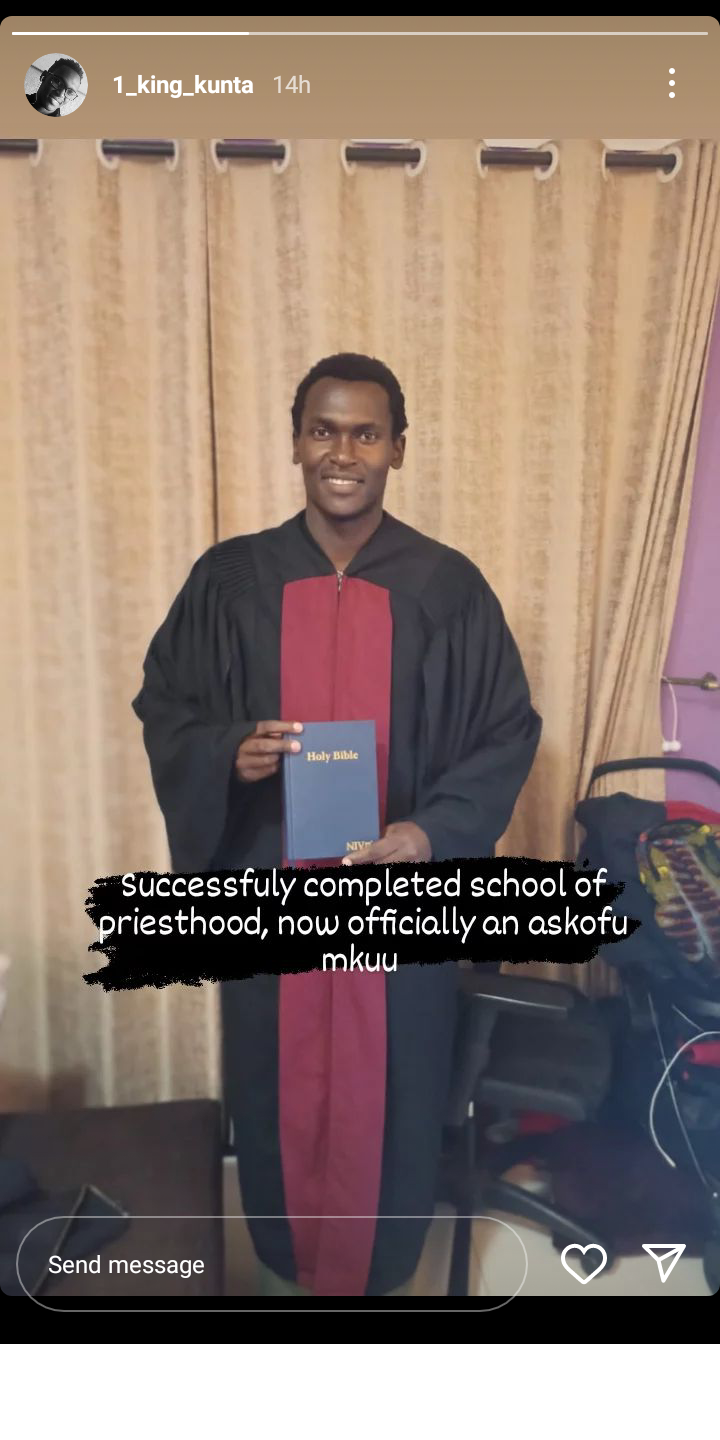 1_king_kunta 14h
Holy Bible
NIV
Successfuly completed school of
priesthood, now officially an askofu
mkuu
Send message